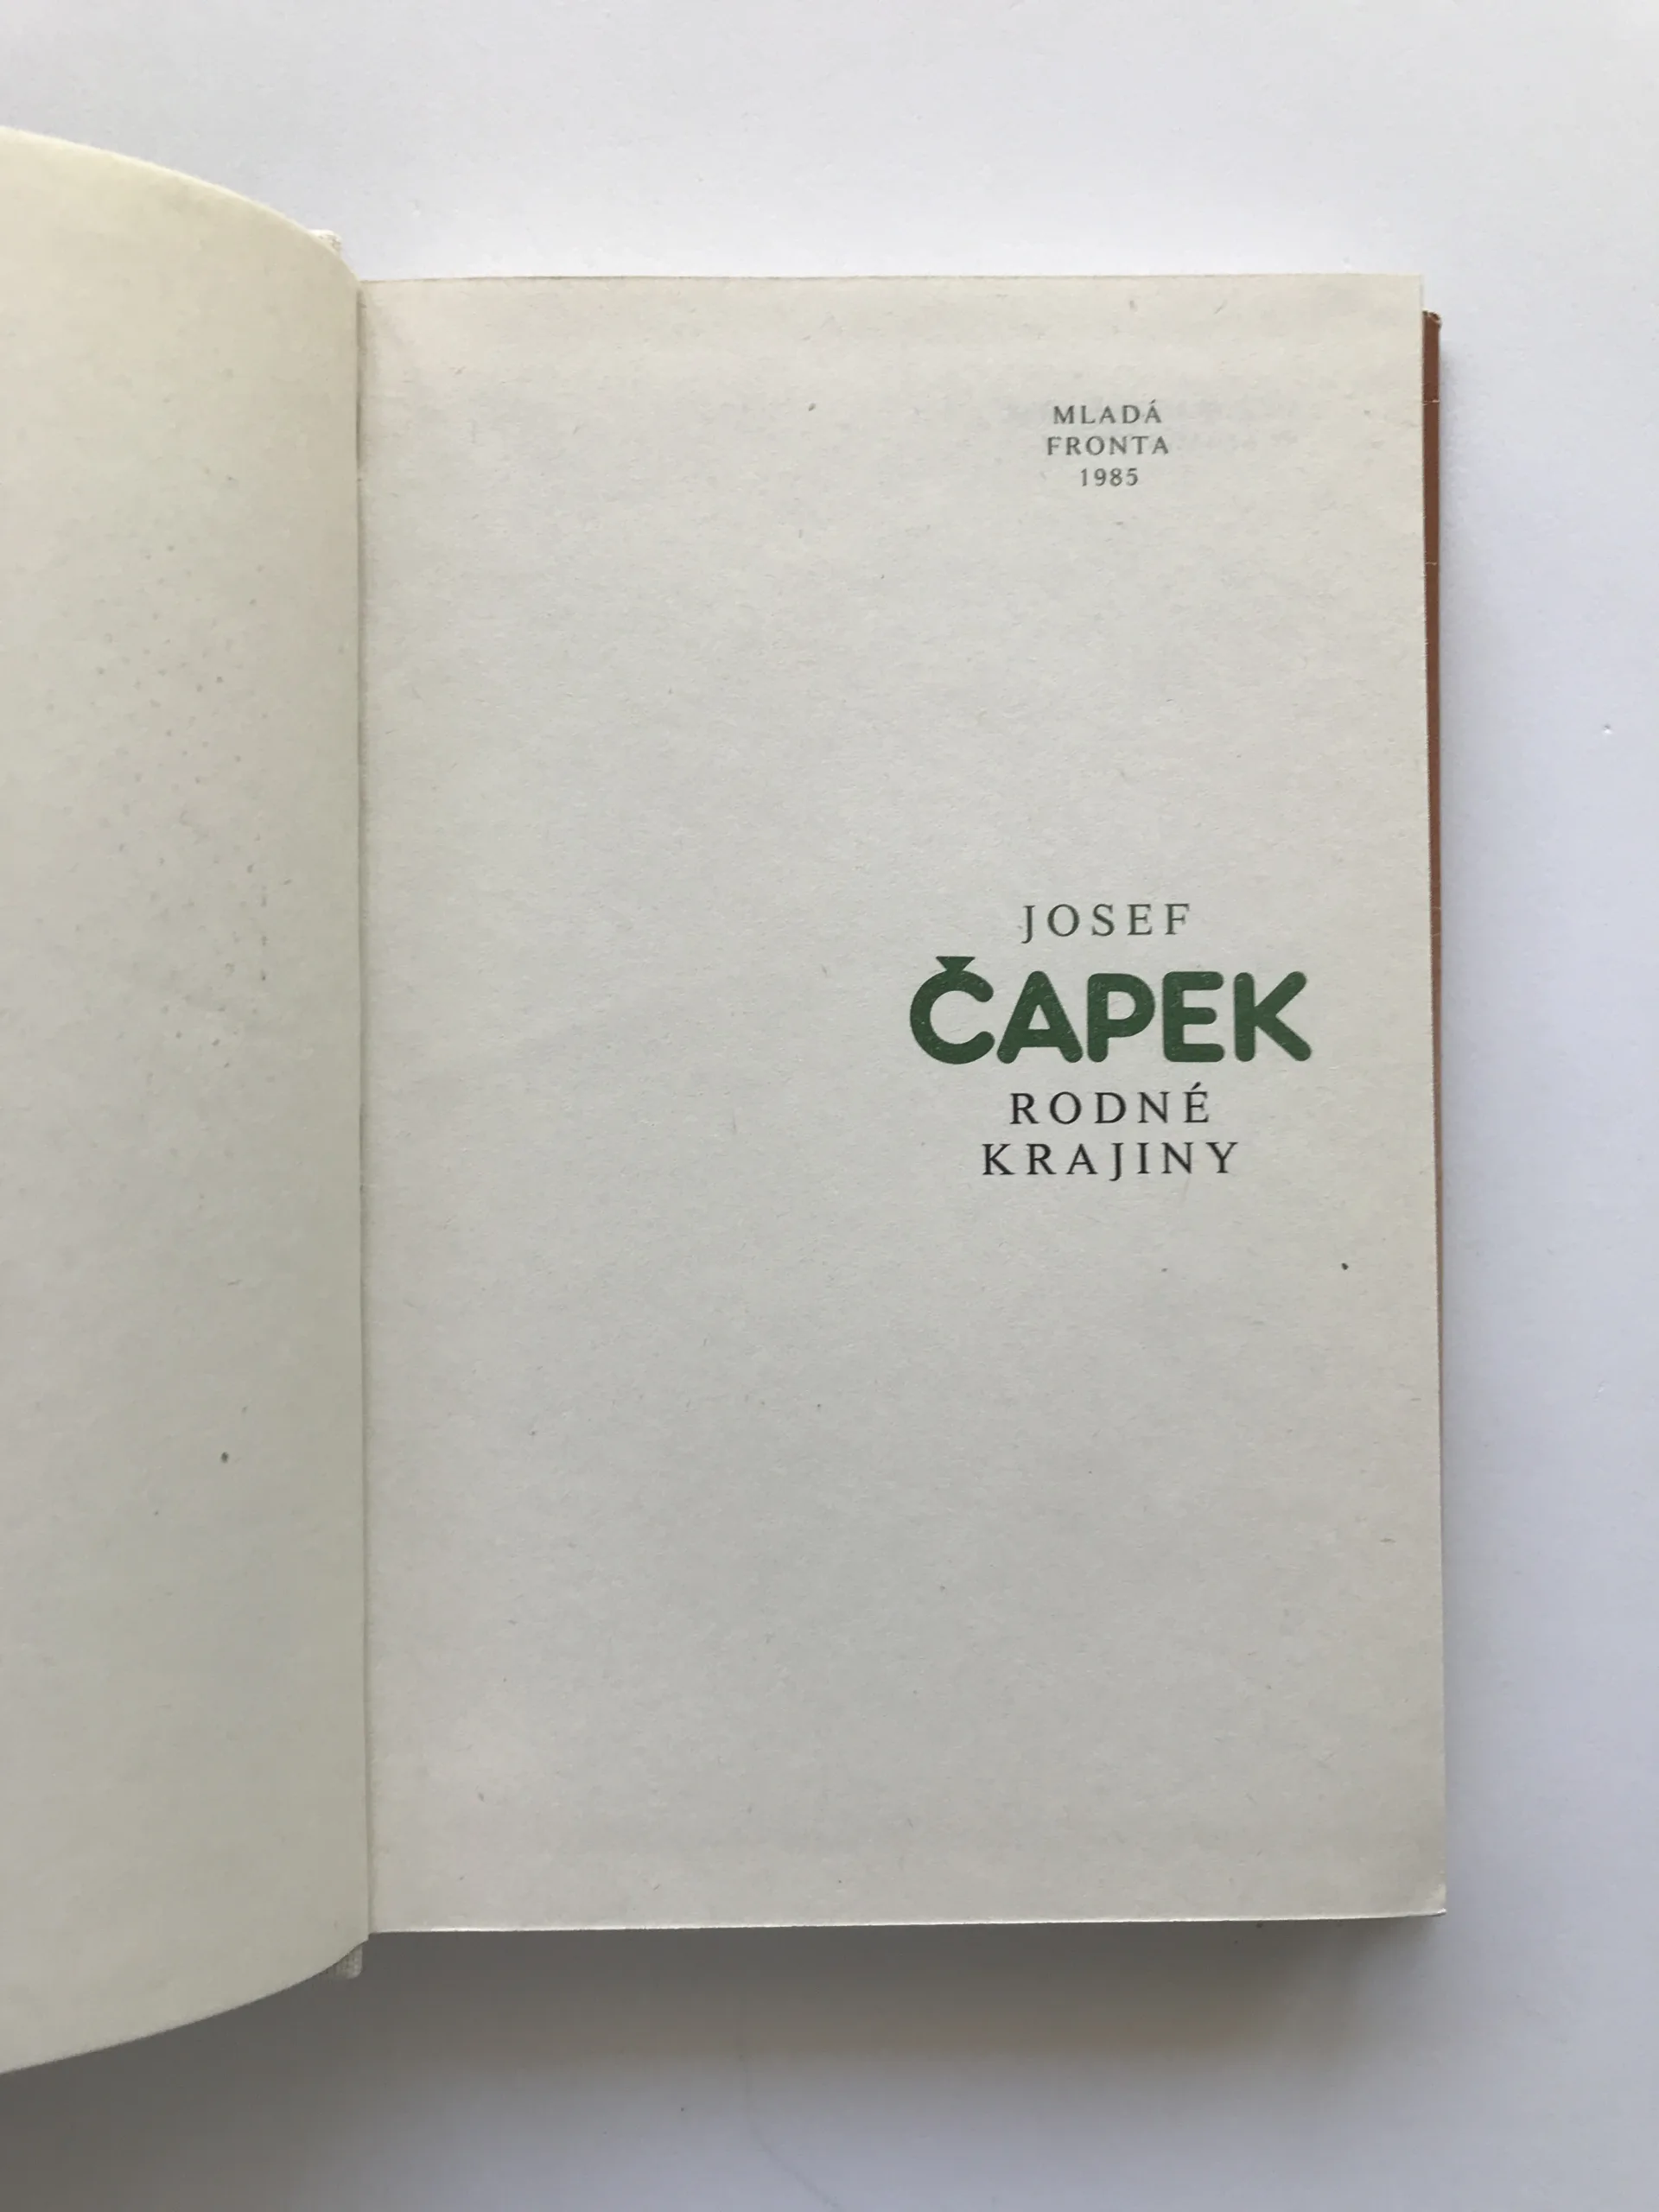 MLADÁ
FRONTA
1985
JOSEF
ČAPEK
RODNÉ
KRAJINY